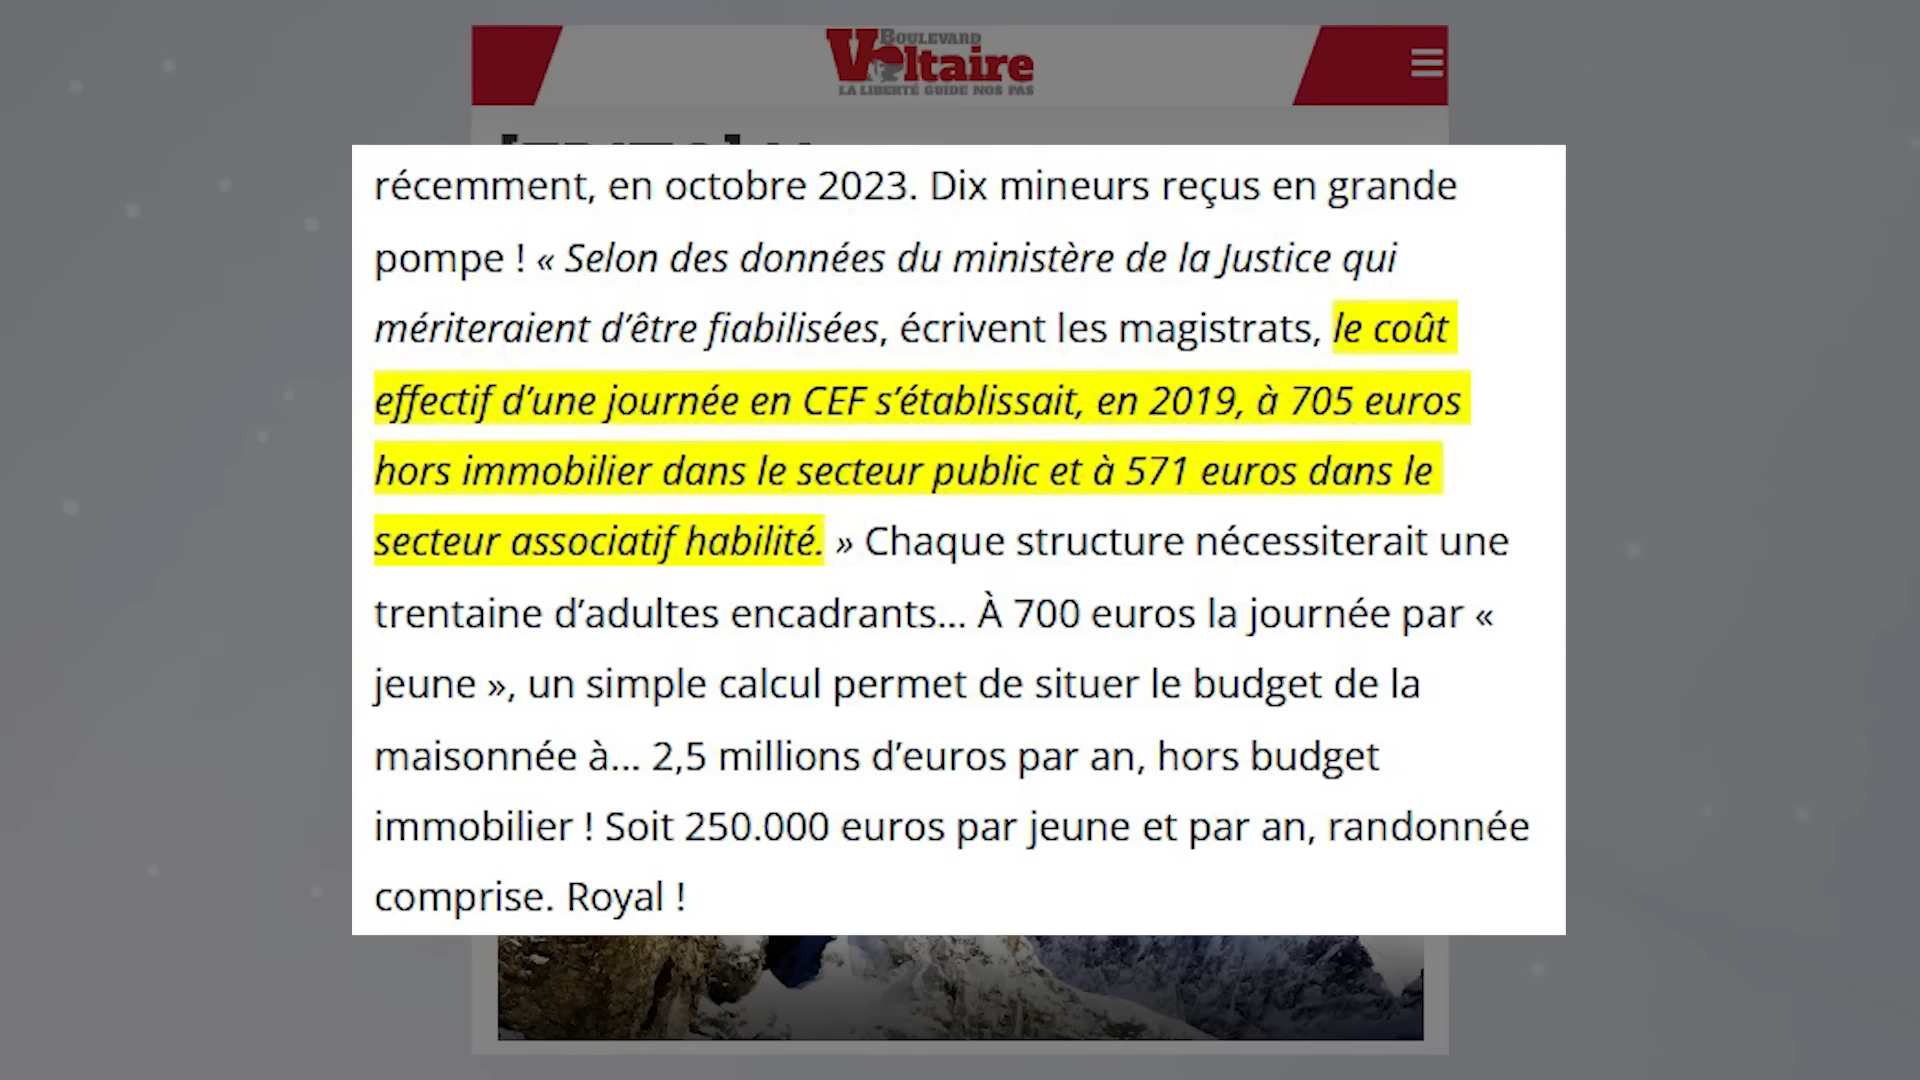 BOULEVARD
Voltaire
LA LIBERTÉ GUIDE NOS PAS
récemment, en octobre 2023. Dix mineurs reçus en grande
pompe ! « Selon des données du ministère de la Justice qui
mériteraient d’être fiabilisées, écrivent les magistrats, le coût
effectif d’une journée en CEF s’établissait, en 2019, à 705 euros
hors immobilier dans le secteur public et à 571 euros dans le
secteur associatif habilité. » Chaque structure nécessiterait une
trentaine d’adultes encadrants... À 700 euros la journée par «
jeune », un simple calcul permet de situer le budget de la
maisonnée à... 2,5 millions d’euros par an, hors budget
immobilier ! Soit 250.000 euros par jeune et par an, randonnée
comprise. Royal !